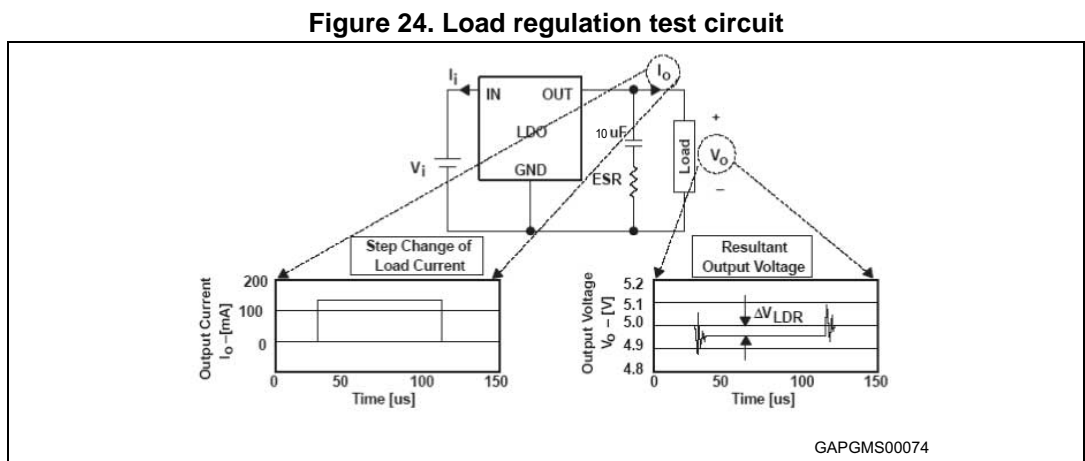 Figure 24. Load regulation test circuit
Ii
IN
OUT
Io
LDO
GND
Vi
10 uF
ESR
Load
+
Vo
–
Step Change of
Load Current
Resultant
Output Voltage
Output Current
Io –[mA]
200
100
0
0
50
100
150
Time [us]
Output Voltage
Vo – [V]
5.2
5.1
5.0
4.9
4.8
ΔVLDR
0
50
100
150
Time [us]
GAPGMS00074